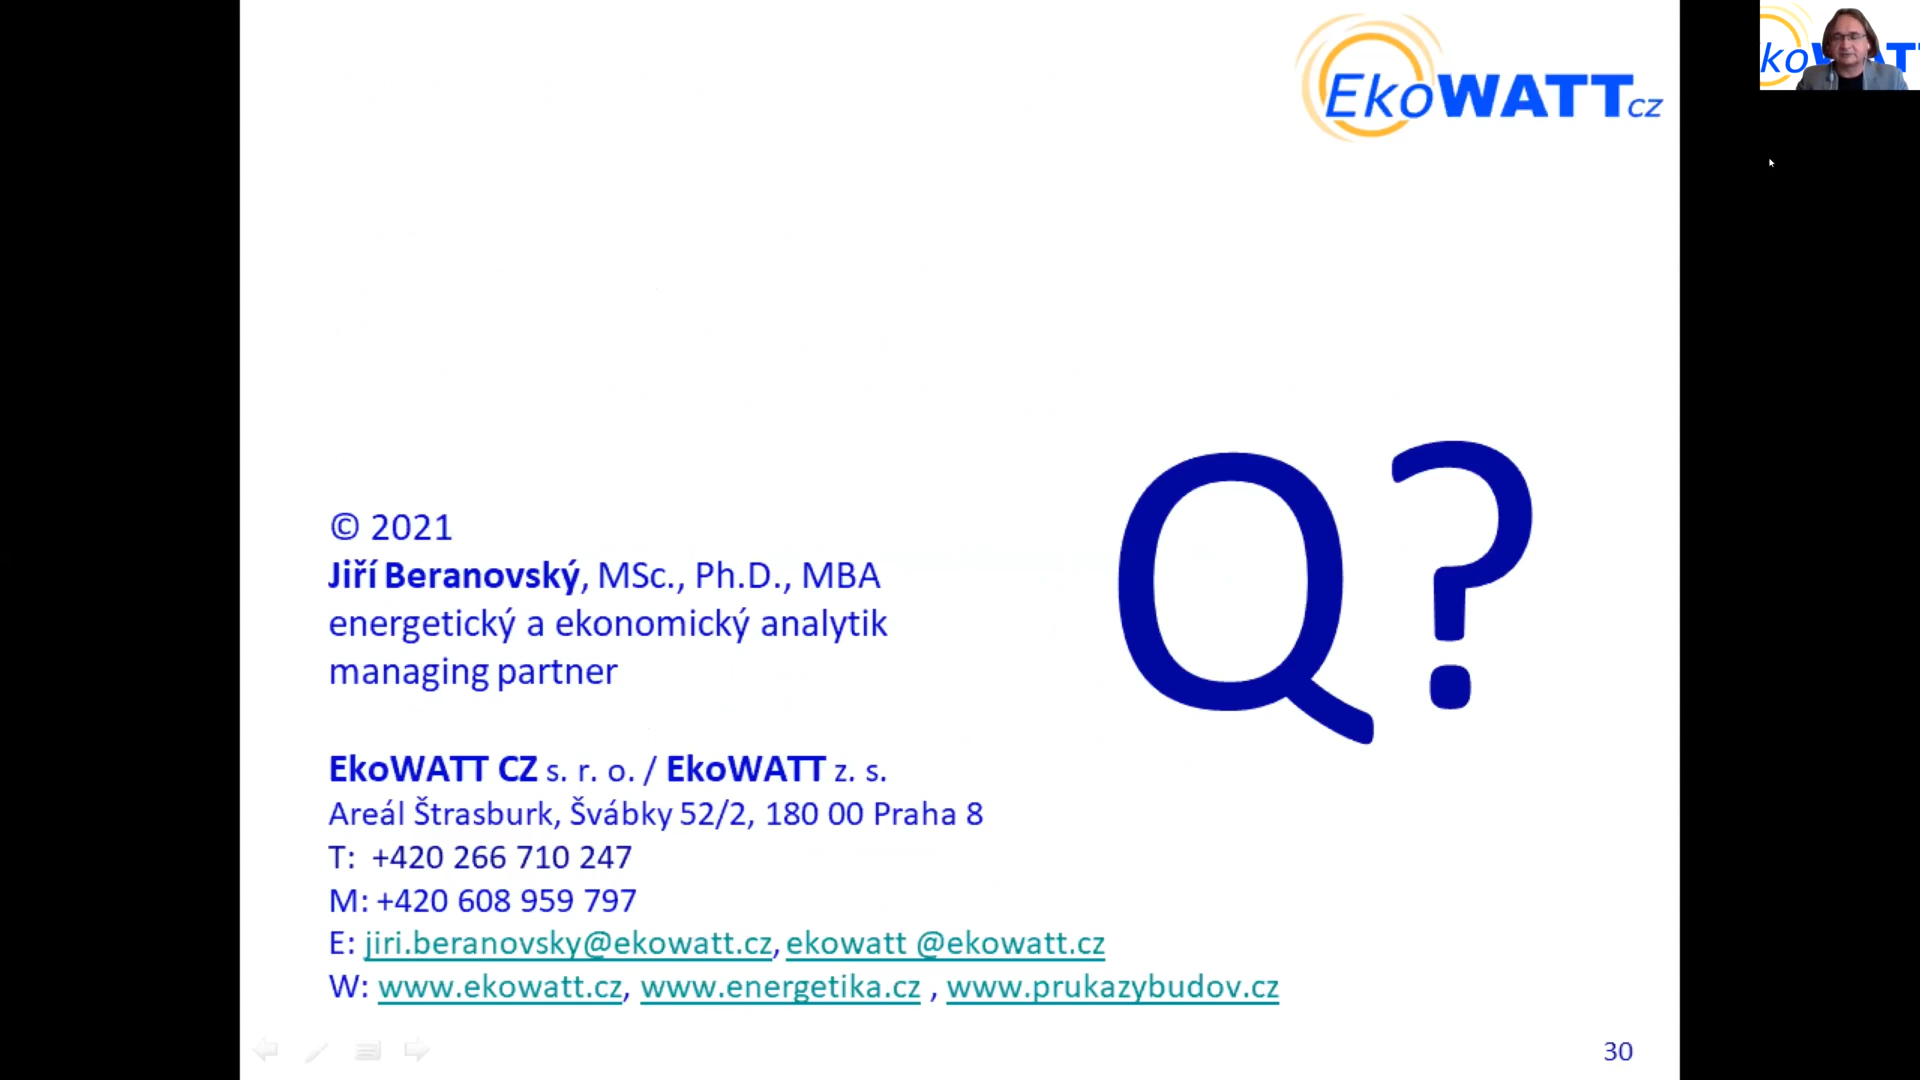 EkoWATTcz
koWATT
© 2021
Jiří Beranovský, MSc., Ph.D., MBA
energetický a ekonomický analytik
managing partner
Q?
EkoWATT CZ s. r. o. / EkoWATT z. s.
Areál Štrasburk, Švábky 52/2, 180 00 Praha 8
T: +420 266 710 247
M: +420 608 959 797
E: jiri.beranovsky@ekowatt.cz, ekowatt @ekowatt.cz
W: www.ekowatt.cz, www.energetika.cz , www.prukazybudov.cz
30